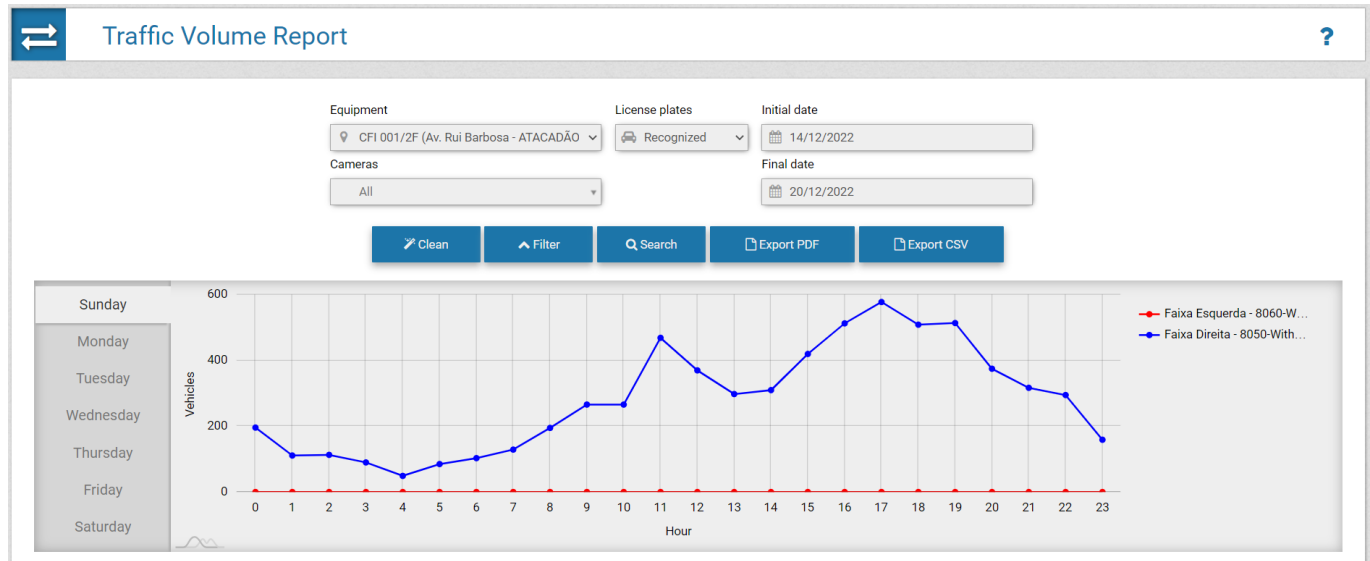 Traffic Volume Report
?
Equipment License plates Initial date
CFI 001/2F (Av. Rui Barbosa - ATACADÃO Recognized 14/12/2022
Cameras Final date
All 20/12/2022
Clean Filter Search Export PDF Export CSV
Sunday
Monday
Tuesday
Wednesday
Thursday
Friday
Saturday
Vehicles
600
400
200
0
0 1 2 3 4 5 6 7 8 9 10 11 12 13 14 15 16 17 18 19 20 21 22 23
Hour
Faixa Esquerda - 8060-W...
Faixa Direita - 8050-With...